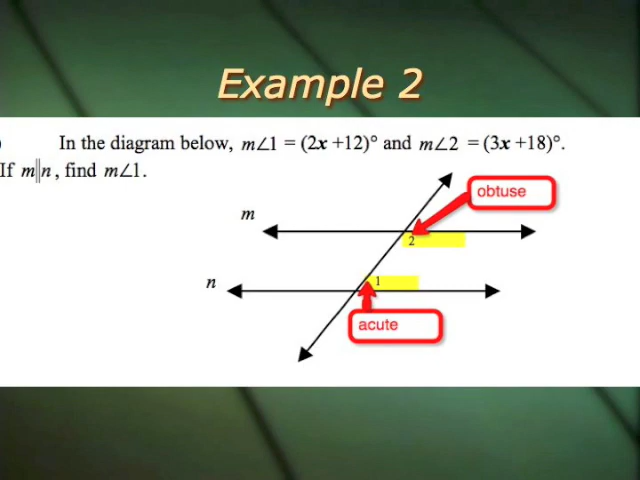 Example 2
In the diagram below, m∠1 = (2x +12)° and m∠2 = (3x +18)°.
If m||n, find m∠1.
obtuse
m
2
n
1
acute